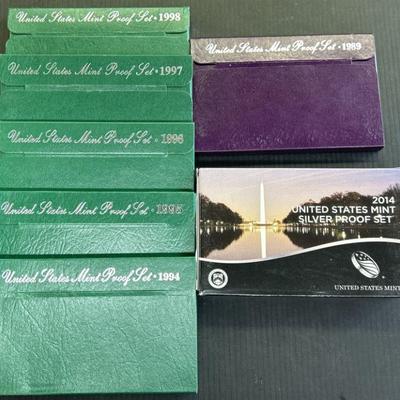 United States Mint Proof Set • 1998
United States Mint Proof Set • 1997
United States Mint Proof Set • 1996
United States Mint Proof Set • 1995
United States Mint Proof Set • 1994
United States Mint Proof Set • 1989
2014
UNITED STATES MINT
SILVER PROOF SET
UNITED STATES MINT